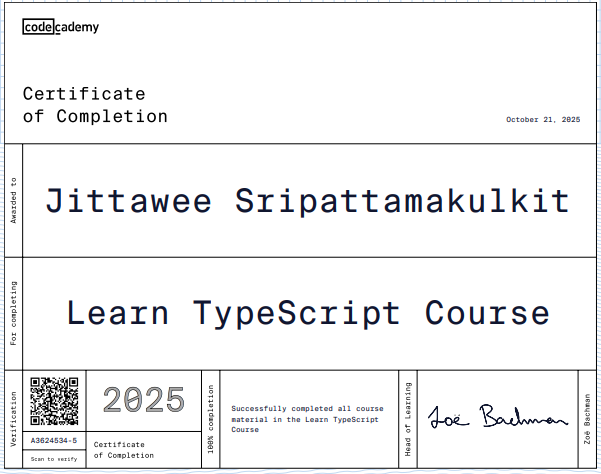 codecademy
Certificate
of Completion
October 21, 2025
Awarded to
Jittawee Sripattamakulkit
For completing
Learn TypeScript Course
Verification
A3624534-5
Scan to verify
2025
Certificate
of Completion
100% completion
Successfully completed all course
material in the Learn TypeScript
Course
Head of Learning
Zoë Bachman
Zoë Bachman